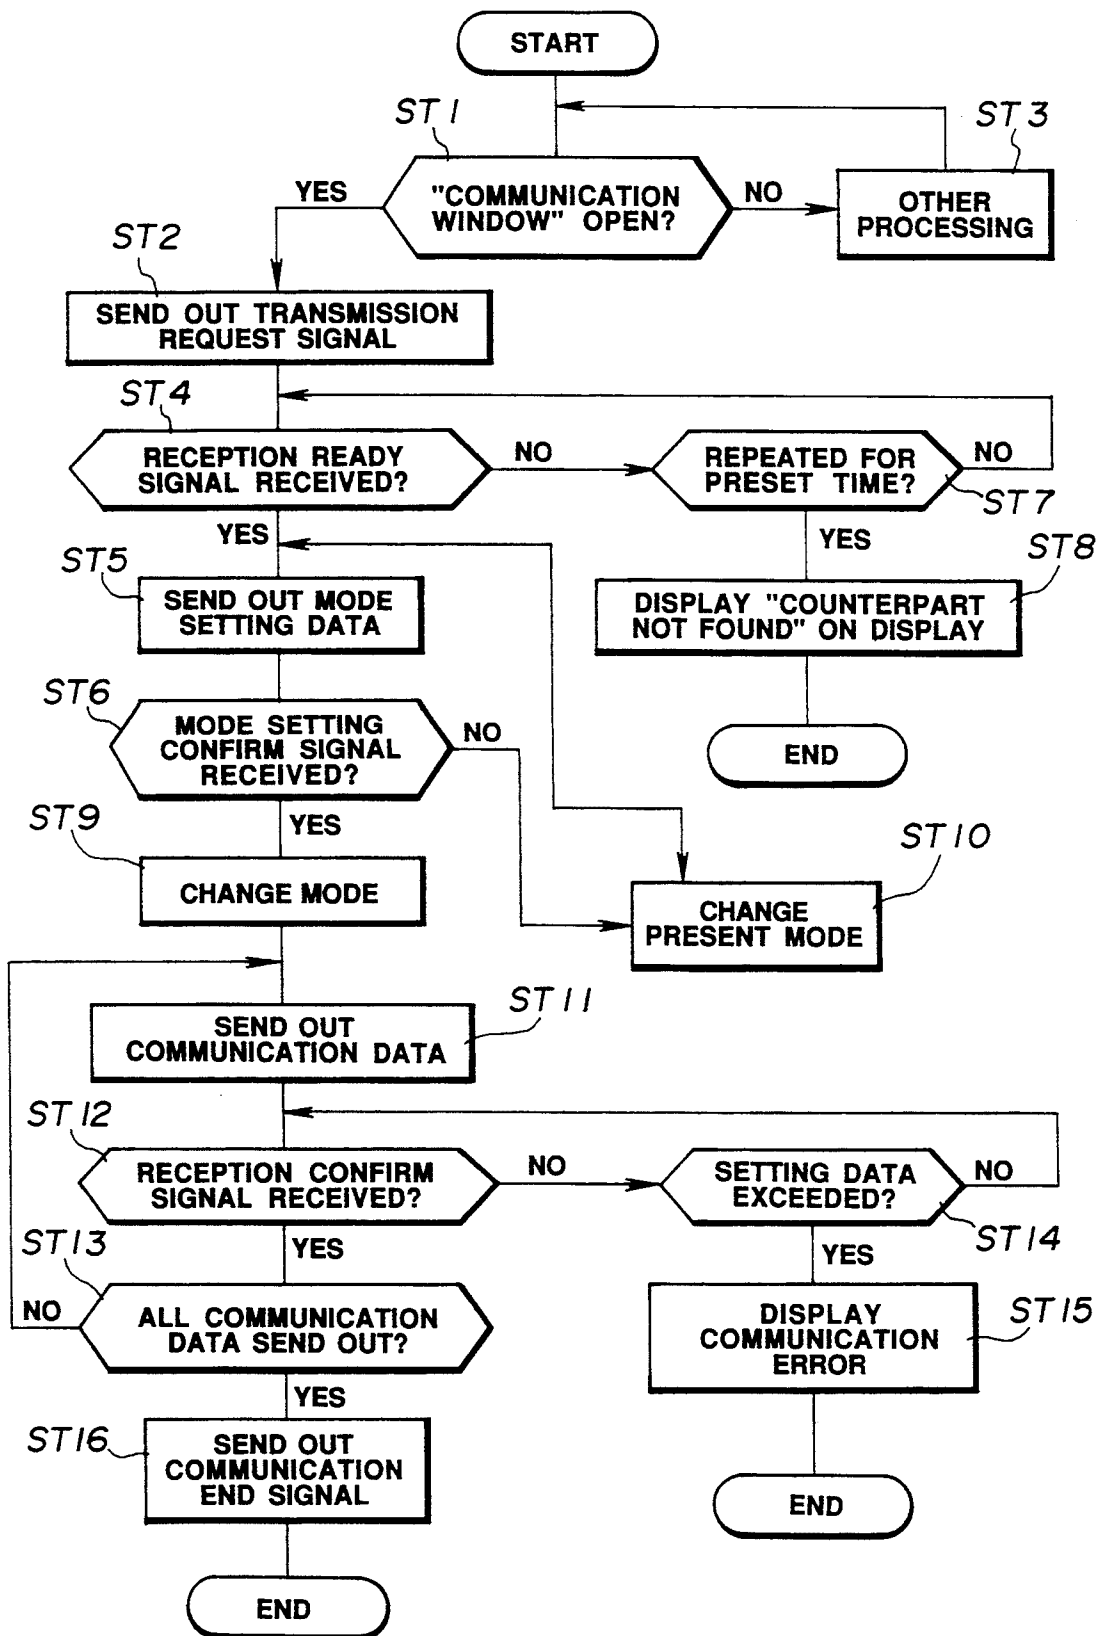 START
ST1
ST3
"COMMUNICATION
WINDOW" OPEN?
YES
NO
OTHER
PROCESSING
ST2
SEND OUT TRANSMISSION
REQUEST SIGNAL
ST4
RECEPTION READY
SIGNAL RECEIVED?
NO
REPEATED FOR
PRESET TIME?
NO
ST7
YES
YES
ST5
SEND OUT MODE
SETTING DATA
ST8
DISPLAY "COUNTERPART
NOT FOUND" ON DISPLAY
ST6
MODE SETTING
CONFIRM SIGNAL
RECEIVED?
NO
END
YES
ST9
CHANGE MODE
ST10
CHANGE
PRESENT MODE
ST11
SEND OUT
COMMUNICATION DATA
ST12
RECEPTION CONFIRM
SIGNAL RECEIVED?
NO
SETTING DATA
EXCEEDED?
NO
ST14
YES
YES
ST13
NO
ALL COMMUNICATION
DATA SEND OUT?
DISPLAY
COMMUNICATION
ERROR
ST15
YES
ST16
SEND OUT
COMMUNICATION
END SIGNAL
END
END